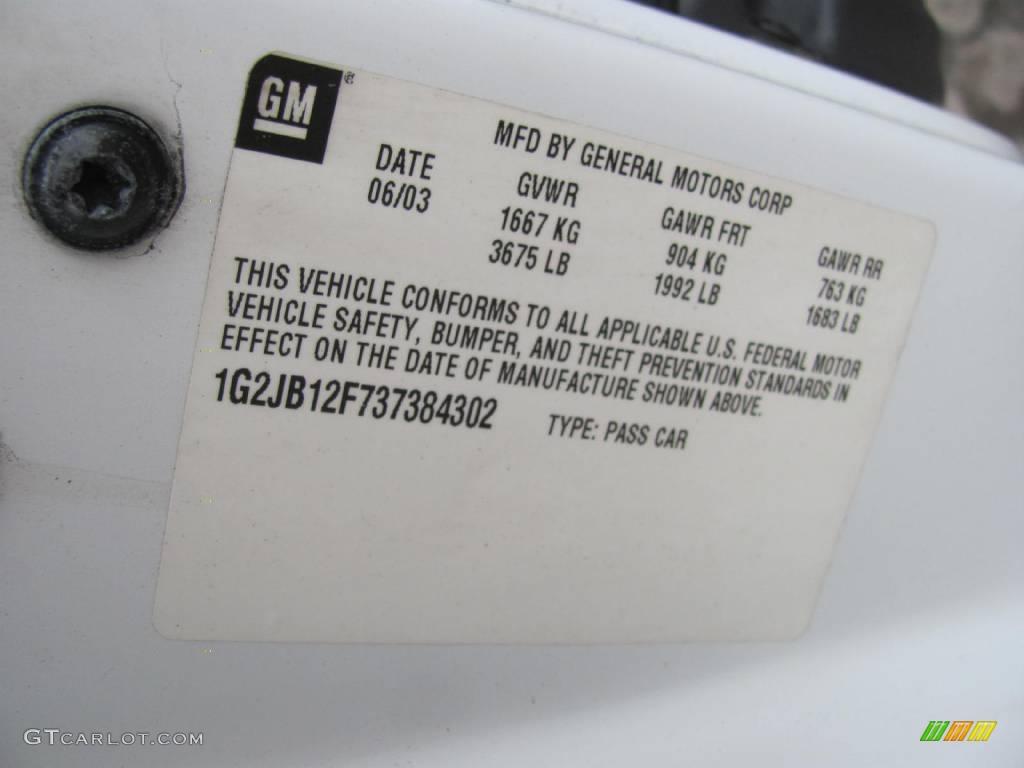 GM ®
MFD BY GENERAL MOTORS CORP
DATE GVWR GAWR FRT GAWR RR
06/03 1667 KG 904 KG 763 KG
3675 LB 1992 LB 1683 LB
THIS VEHICLE CONFORMS TO ALL APPLICABLE U.S. FEDERAL MOTOR
VEHICLE SAFETY, BUMPER, AND THEFT PREVENTION STANDARDS IN
EFFECT ON THE DATE OF MANUFACTURE SHOWN ABOVE.
1G2JB12F737384302 TYPE: PASS CAR
GTCARLOT.COM